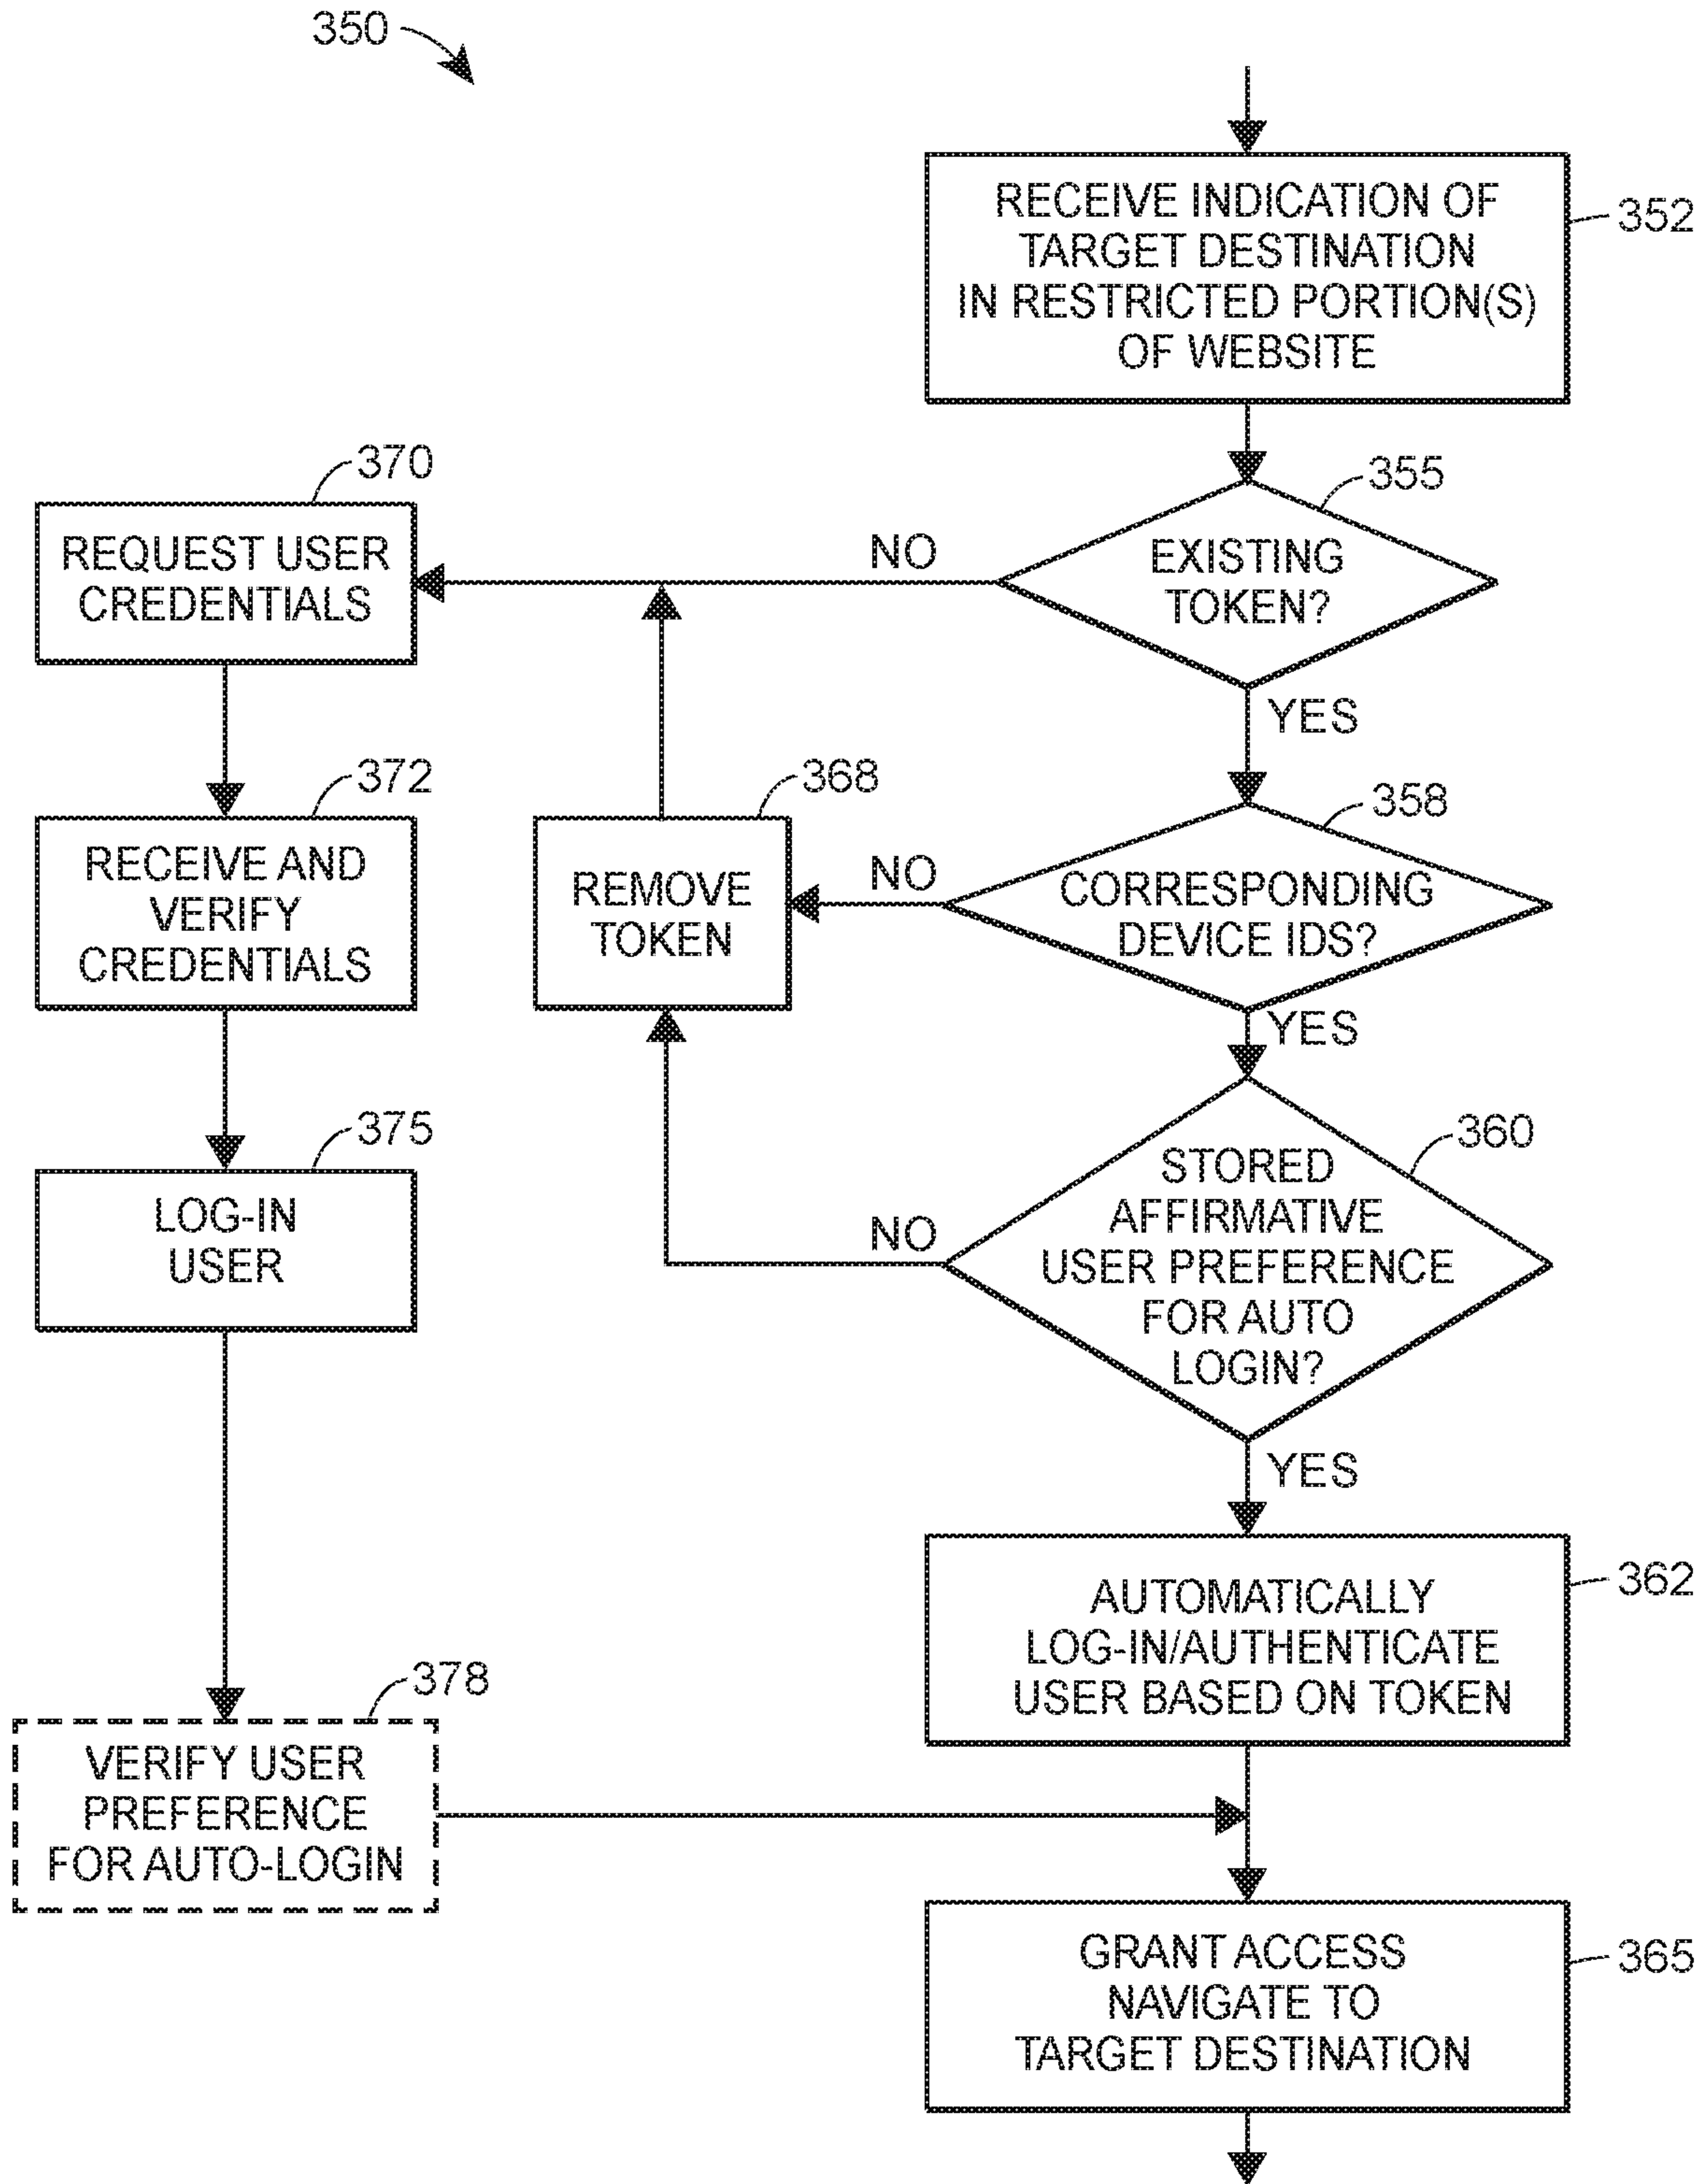 350
RECEIVE INDICATION OF
TARGET DESTINATION
IN RESTRICTED PORTION(S)
OF WEBSITE
352
EXISTING
TOKEN?
355
NO
YES
370
REQUEST USER
CREDENTIALS
372
RECEIVE AND
VERIFY
CREDENTIALS
368
REMOVE
TOKEN
NO
358
CORRESPONDING
DEVICE IDS?
YES
375
LOG-IN
USER
NO
360
STORED
AFFIRMATIVE
USER PREFERENCE
FOR AUTO
LOGIN?
YES
362
AUTOMATICALLY
LOG-IN/AUTHENTICATE
USER BASED ON TOKEN
378
VERIFY USER
PREFERENCE
FOR AUTO-LOGIN
GRANT ACCESS
NAVIGATE TO
TARGET DESTINATION
365